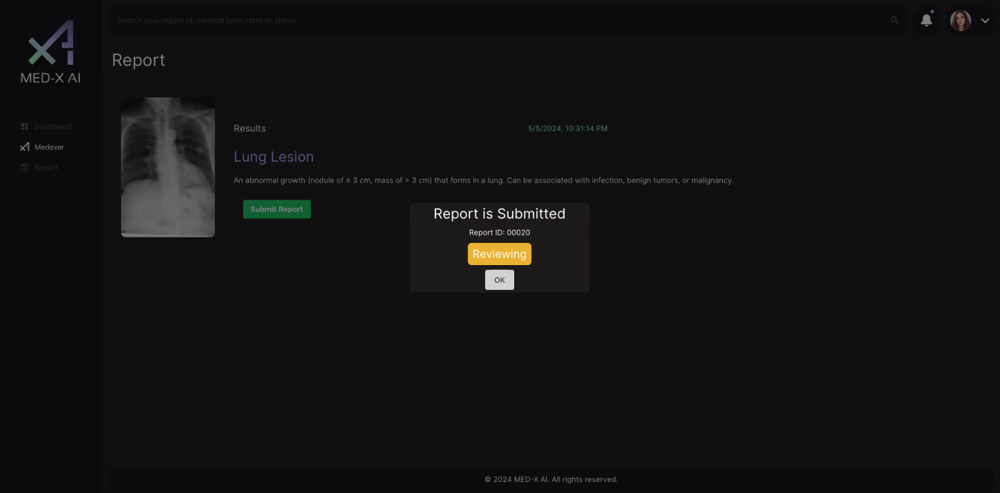 Search your report id, medical term, date or status
MED-X AI
Report
Dashboard
Medexer
Report
Results
5/5/2024, 10:31:14 PM
Lung Lesion
An abnormal growth (nodule of ≤ 3 cm, mass of > 3 cm) that forms in a lung. Can be associated with infection, benign tumors, or malignancy.
Submit Report
Report is Submitted
Report ID: 00020
Reviewing
OK
© 2024 MED-X AI. All rights reserved.